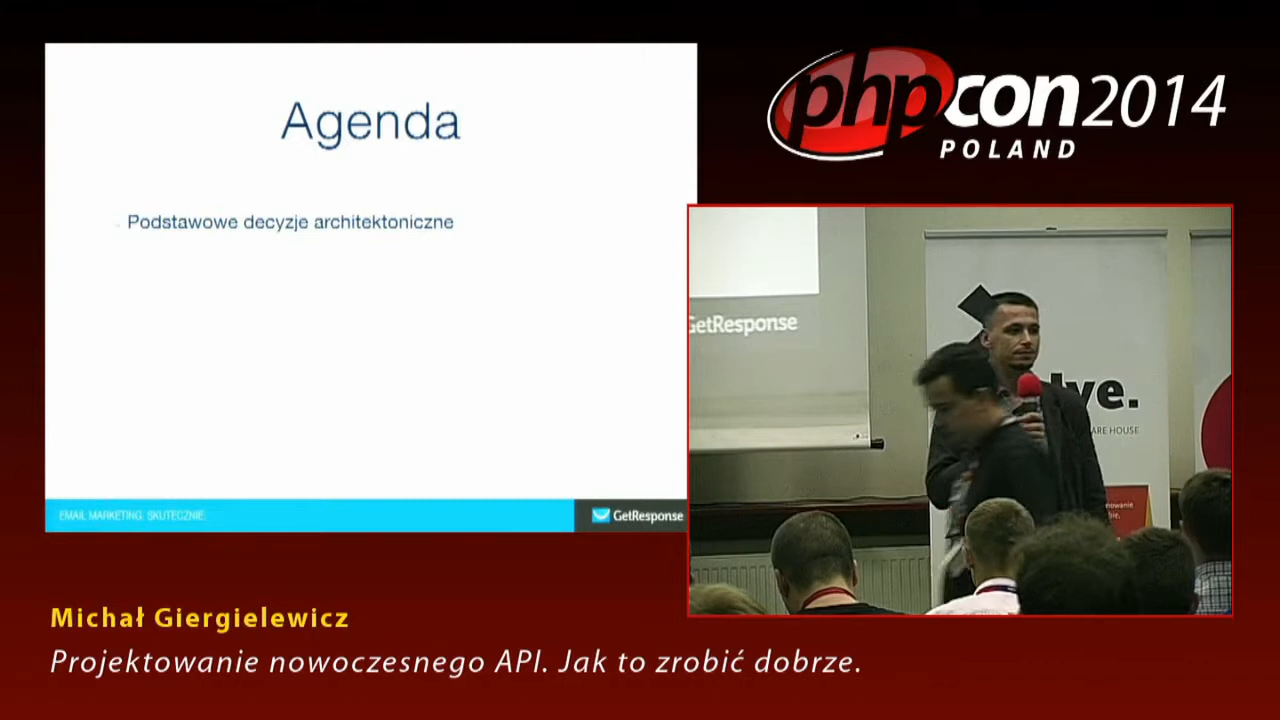 Agenda
Podstawowe decyzje architektoniczne
EMAIL MARKETING. SKUTECZNIE.
GetResponse
phpcon2014
POLAND
GetResponse
ye.
ARE HOUSE
Michał Giergielewicz
Projektowanie nowoczesnego API. Jak to zrobić dobrze.